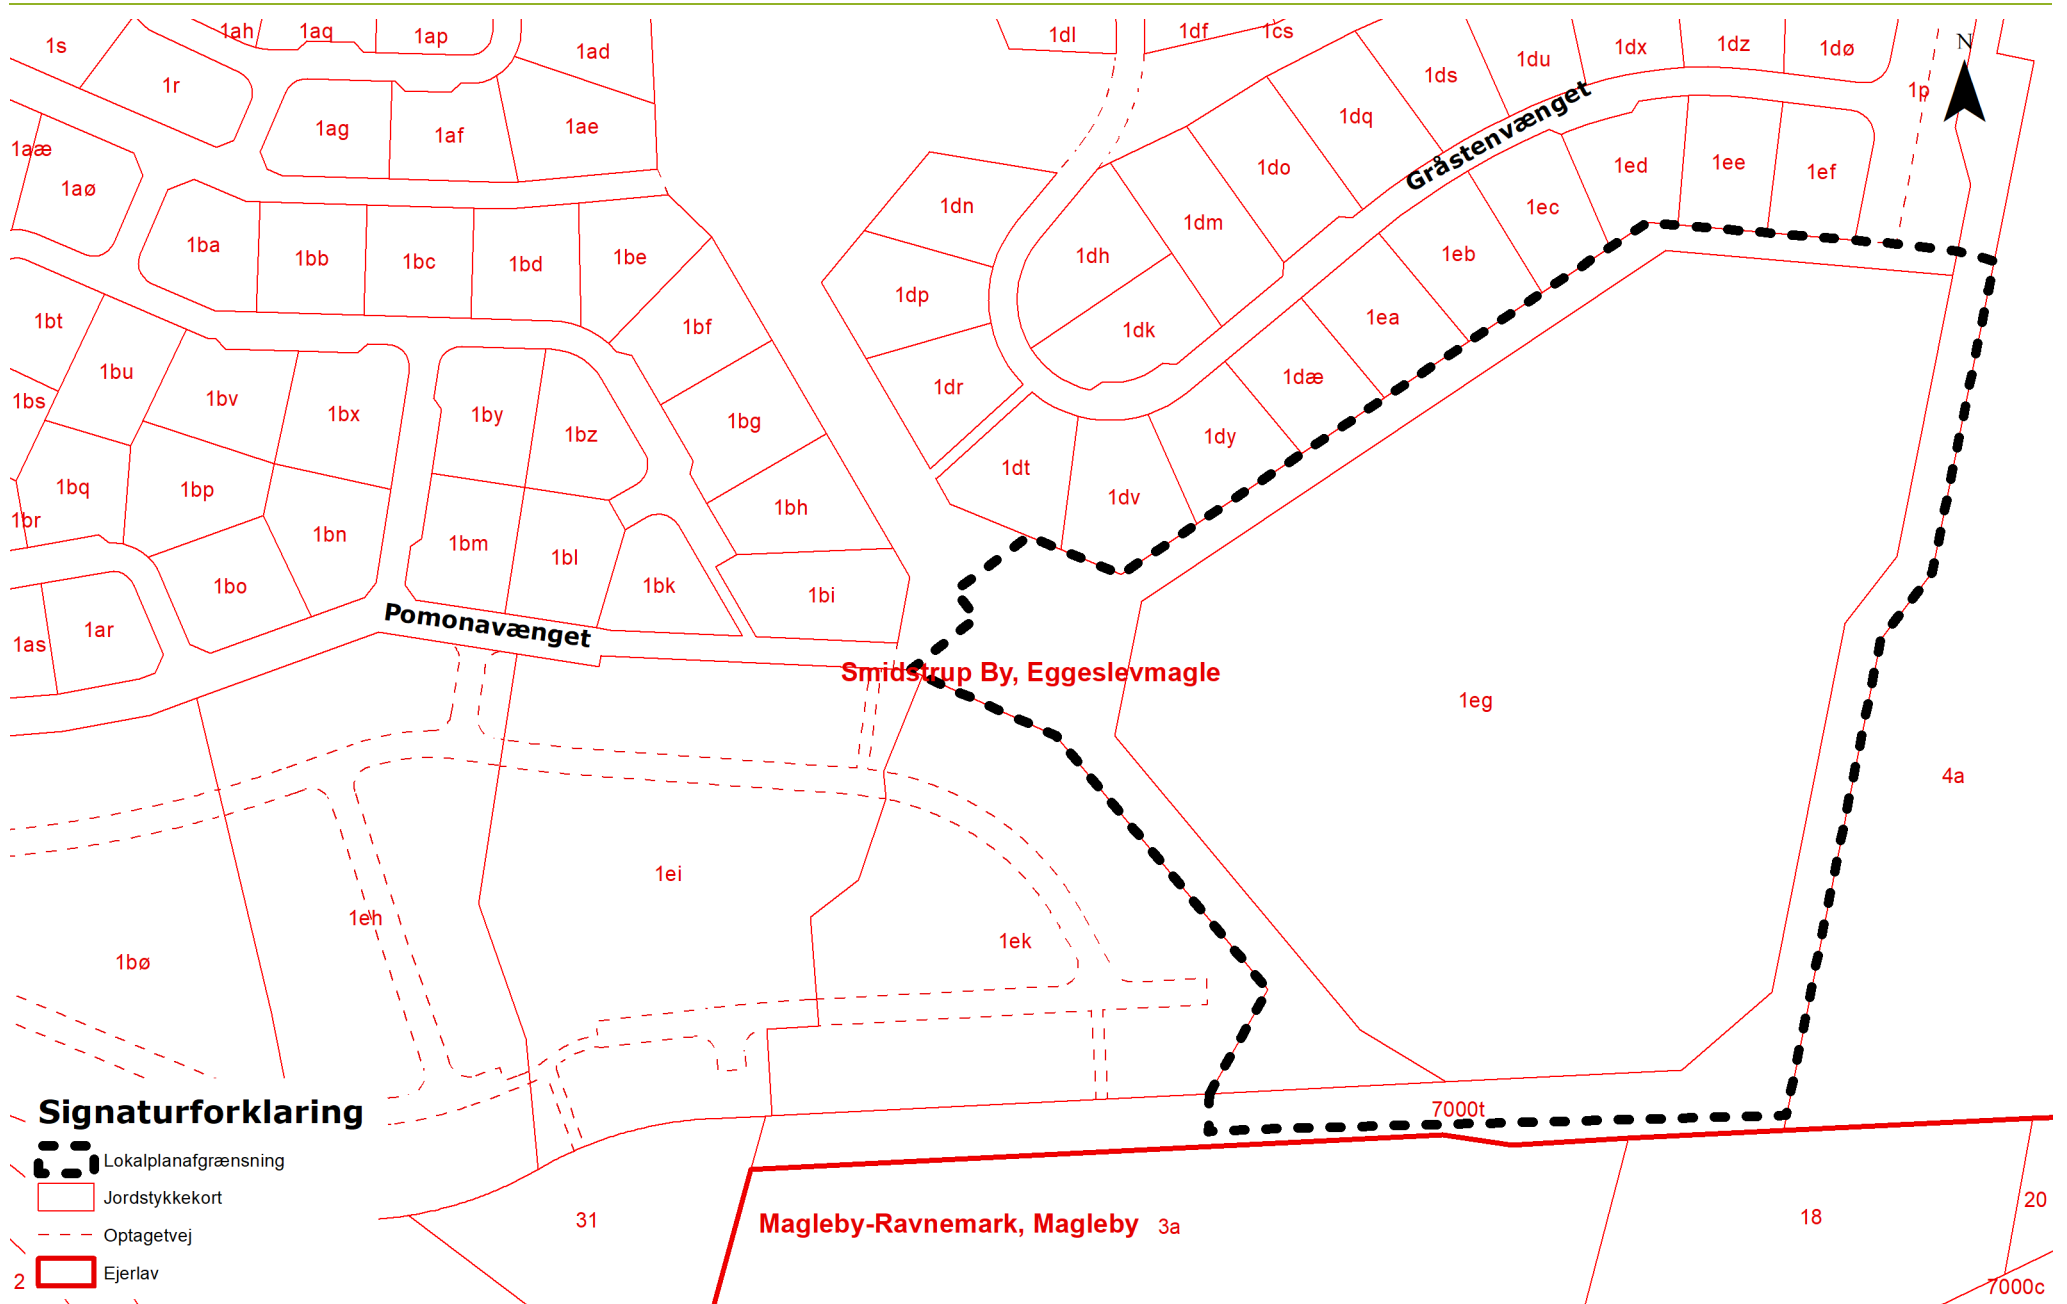 1s
1ah
1aq
1ap
1ad
1dl
1df
1cs
1ds
1du
1dx
1dz
1dø
N
1r
1p
1ag
1af
1ae
1dq
Gråstenvænget
1aæ
1aø
1do
1ed
1ee
1ef
1dn
1dm
1ec
1ba
1bb
1bc
1bd
1be
1dh
1eb
1dp
1bt
1bf
1dk
1ea
1bu
1bs
1bv
1bx
1by
1bz
1bg
1dr
1dæ
1dy
1dt
1dv
1bq
1bp
1br
1bn
1bh
1bm
1bl
1bk
1bi
1bo
1as
1ar
Pomonavænget
Smidstrup By, Eggeslevmagle
1eg
4a
1ei
1eh
1ek
1bø
7000t
Signaturforklaring
Lokalplanafgrænsning
Jordstykkekort
Optagetvej
Ejerlav
2
31
Magleby-Ravnemark, Magleby
3a
18
20
7000c